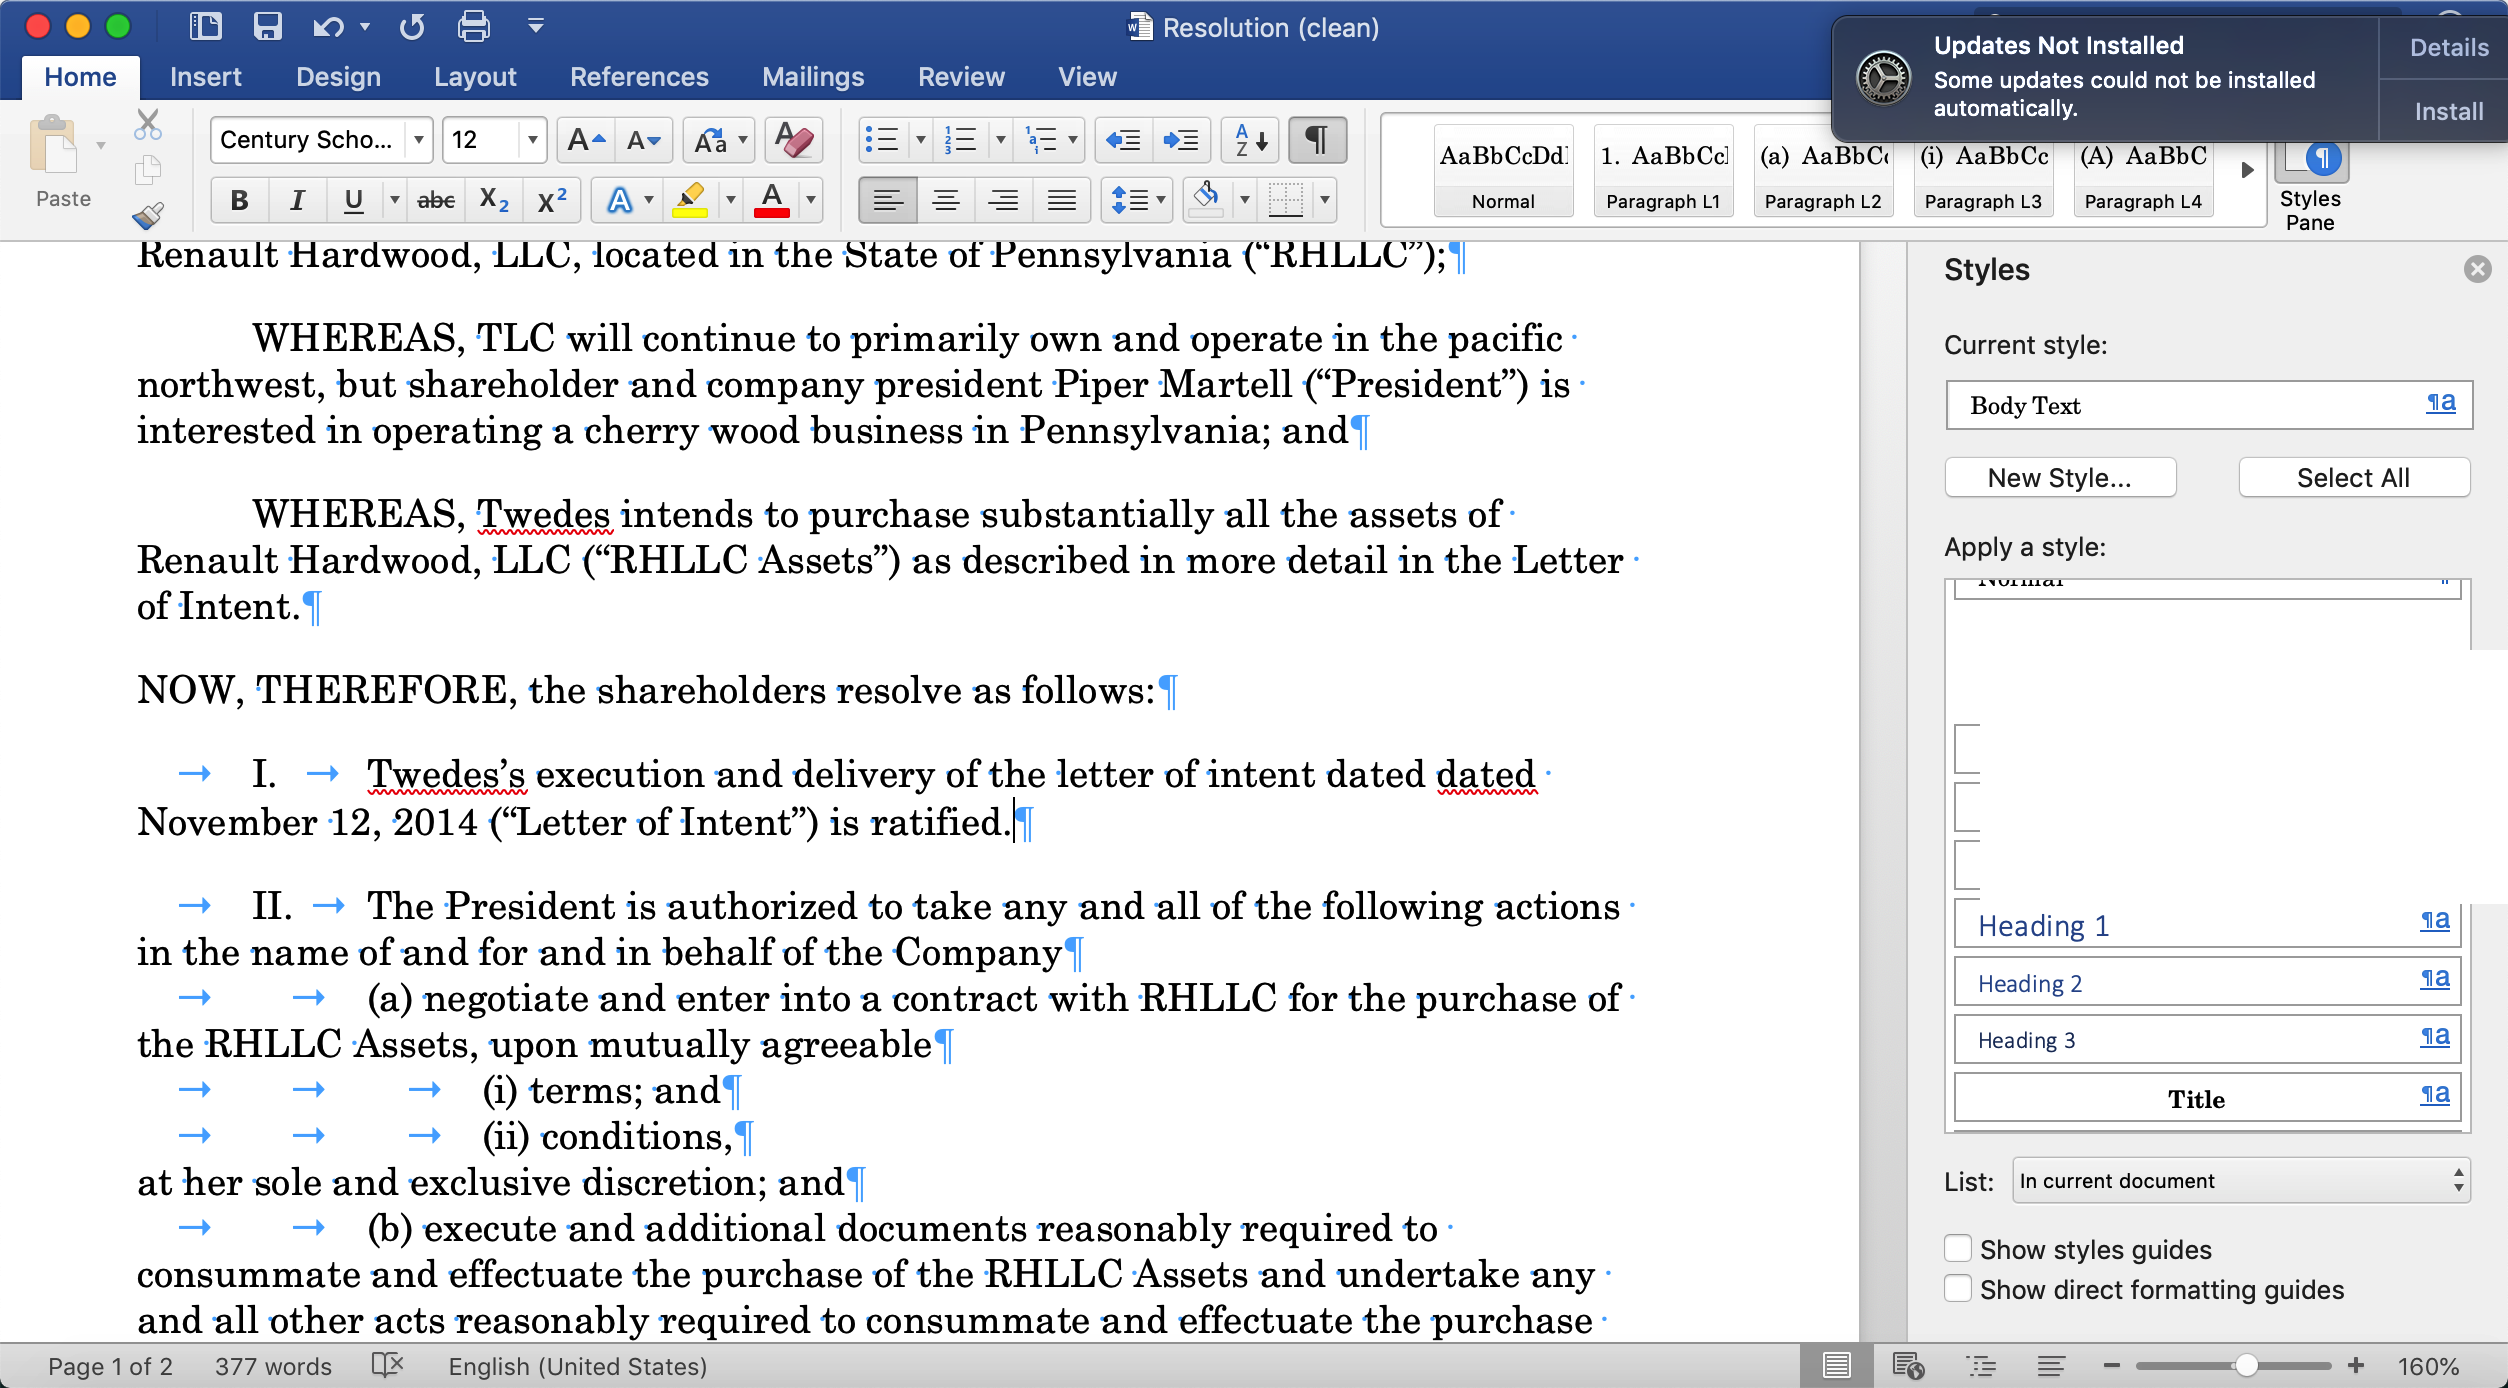 Resolution (clean)
Updates Not Installed
Some updates could not be installed
automatically.
Details
Install
Home Insert Design Layout References Mailings Review View
Paste
Century Scho... 12
AaBbCcDd 1. AaBbCc (a) AaBbC (i) AaBbCc (A) AaBbC
Normal Paragraph L1 Paragraph L2 Paragraph L3 Paragraph L4
Styles
Pane
Renault Hardwood, LLC, located in the State of Pennsylvania (“RHLLC”);¶
WHEREAS, TLC will continue to primarily own and operate in the pacific
northwest, but shareholder and company president Piper Martell (“President”) is
interested in operating a cherry wood business in Pennsylvania; and¶
WHEREAS, Twedes intends to purchase substantially all the assets of
Renault Hardwood, LLC (“RHLLC Assets”) as described in more detail in the Letter
of Intent.¶
NOW, THEREFORE, the shareholders resolve as follows:¶
→ I. → Twedes’s execution and delivery of the letter of intent dated dated
November 12, 2014 (“Letter of Intent”) is ratified.¶
→ II. → The President is authorized to take any and all of the following actions
in the name of and for and in behalf of the Company¶
→ → (a) negotiate and enter into a contract with RHLLC for the purchase of
the RHLLC Assets, upon mutually agreeable¶
→ → → (i) terms; and¶
→ → → (ii) conditions,¶
at her sole and exclusive discretion; and¶
→ → (b) execute and additional documents reasonably required to
consummate and effectuate the purchase of the RHLLC Assets and undertake any
and all other acts reasonably required to consummate and effectuate the purchase
Styles
Current style:
Body Text ¶a
New Style... Select All
Apply a style:
Normal
Heading 1 ¶a
Heading 2 ¶a
Heading 3 ¶a
Title ¶a
List: In current document
Show styles guides
Show direct formatting guides
Page 1 of 2 377 words English (United States) 160%